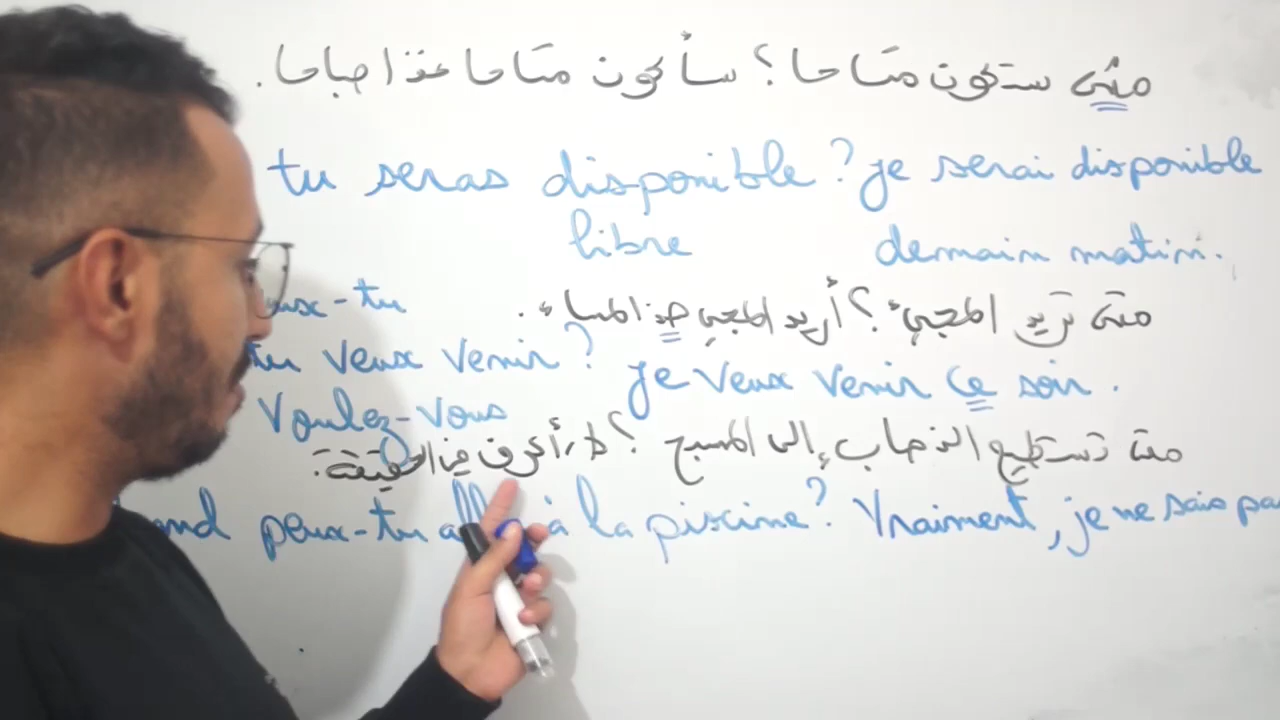 متى ستكون متاحا؟ سأكون متاحا غدا صباحا.
tu seras disponible? je serai disponible
libre demain matin.
متى تريد المجيء؟ أريد المجيء هذا المساء.
-tu
tu veux venir? je veux venir ce soir.
Voulez-vous
متى تستطيع الذهاب إلى المسبح؟ لا أعرف في الحقيقة.
peux-tu à la piscine? Vraiment, je ne sais pas